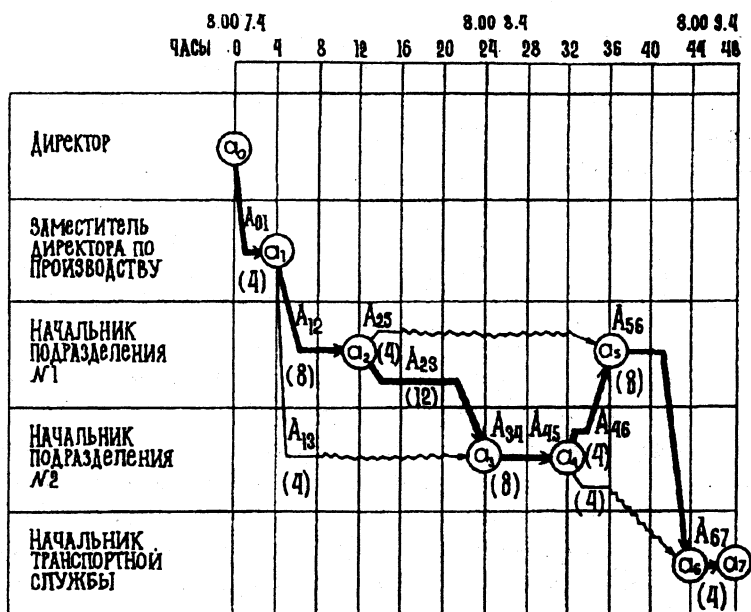 8.00 7.4 8.00 8.4 8.00 9.4
ЧАСЫ 0 4 8 12 16 20 24 28 32 36 40 44 48
ДИРЕКТОР
a₀
A₀₁
ЗАМЕСТИТЕЛЬ
ДИРЕКТОРА ПО
ПРОИЗВОДСТВУ
a₁
(4)
A₁₂ A₂₅ A₅₆
НАЧАЛЬНИК
ПОДРАЗДЕЛЕНИЯ
№1
a₂ (4) A₂₃ a₅
(8) (12) (8)
A₁₃ A₃₄ A₄₅ A₄₆
НАЧАЛЬНИК
ПОДРАЗДЕЛЕНИЯ
№2
a₃ a₄ (4)
(4) (8) (4)
A₆₇
НАЧАЛЬНИК
ТРАНСПОРТНОЙ
СЛУЖБЫ
a₆ a₇
(4)